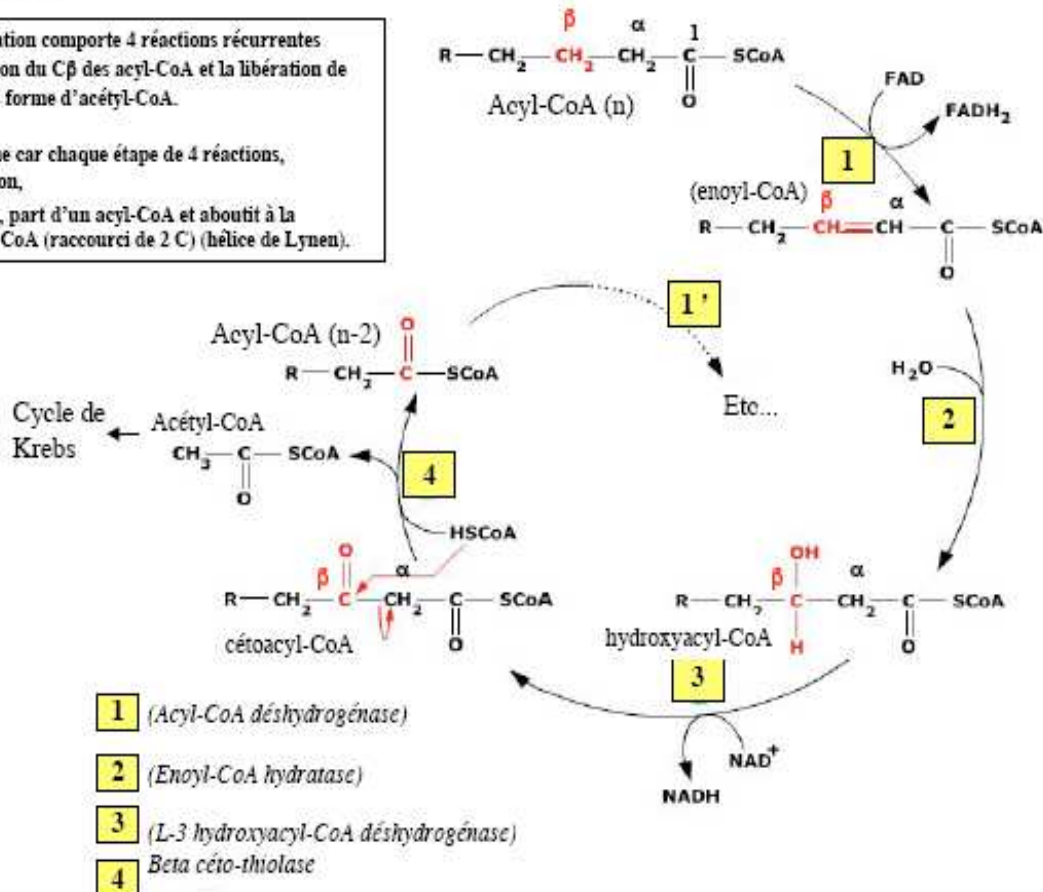 ation comporte 4 réactions récurrentes
on du Cβ des acyl-CoA et la libération de
forme d'acétyl-CoA.
e car chaque étape de 4 réactions,
on,
, part d'un acyl-CoA et aboutit à la
CoA (raccourci de 2 C) (hélice de Lynen).
β α 1
R—CH2—CH2—CH2—C—SCoA
O
Acyl-CoA (n)
FAD
FADH2
1
(enoyl-CoA)
β α
R—CH2—CH=CH—C—SCoA
O
1'
Etc...
H2O
2
Acyl-CoA (n-2)
O
R—CH2—C—SCoA
Cycle de
Krebs
Acétyl-CoA
CH3—C—SCoA
O
4
HSCoA
O
β α
R—CH2—C—CH2—C—SCoA
O
cétoacyl-CoA
OH
β α
R—CH2—C—CH2—C—SCoA
H
O
hydroxyacyl-CoA
3
NAD+
NADH
1 (Acyl-CoA déshydrogénase)
2 (Enoyl-CoA hydratase)
3 (L-3 hydroxyacyl-CoA déshydrogénase)
4 Beta céto-thiolase